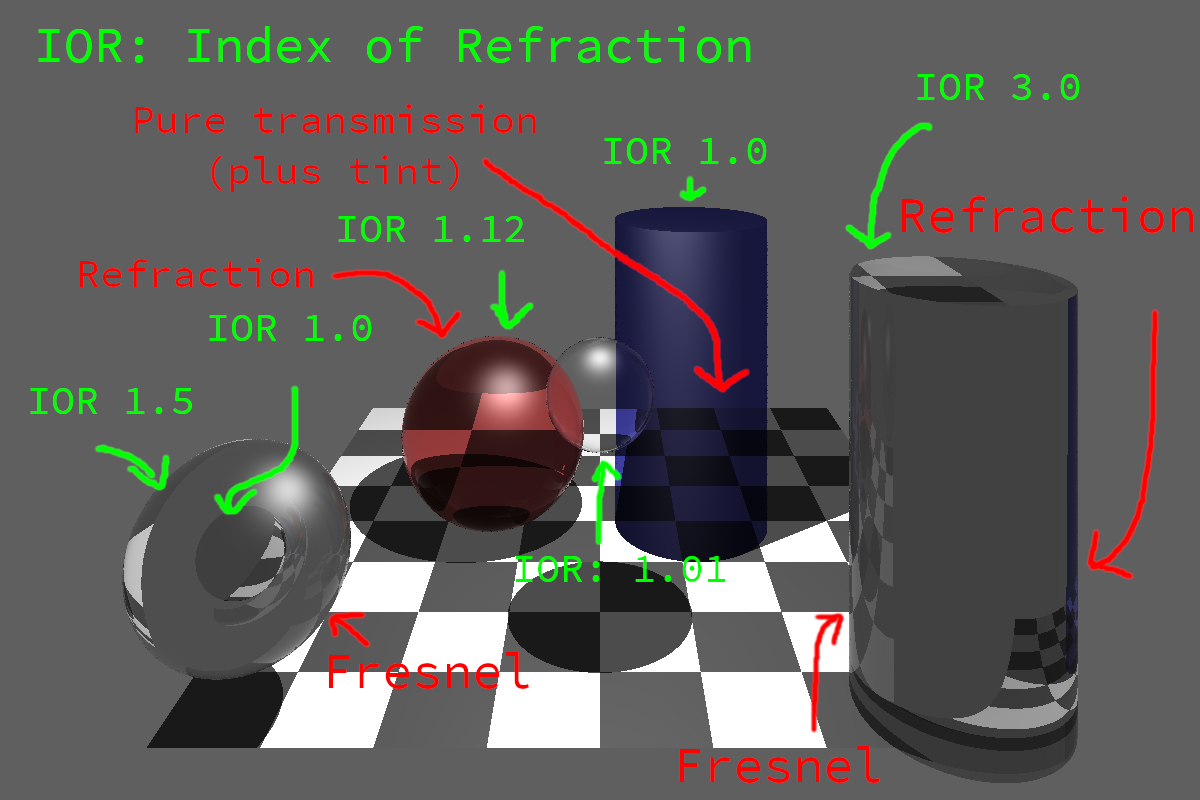 IOR: Index of Refraction
IOR 3.0
Pure transmission
(plus tint)
IOR 1.0
Refraction
IOR 1.12
Refraction
IOR 1.0
IOR 1.5
IOR: 1.01
Fresnel
Fresnel